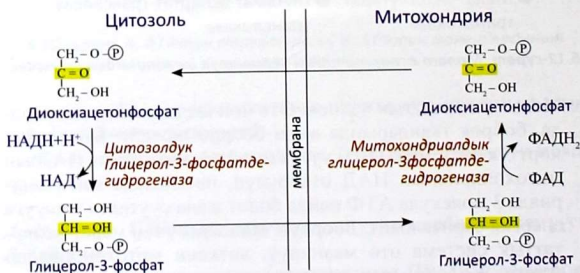 Цитозоль
Митохондрия
CH₂–O–P
C=O
CH₂–OH
Диоксиацетонфосфат
CH₂–O–P
C=O
CH₂–OH
Диоксиацетонфосфат
НАДН+Н
НАД
Цитозолдук
Глицерол-3-фосфатде-
гидрогеназа
мембрана
Митохондриалдык
глицерол-3фосфатде-
гидрогеназа
ФАДН₂
ФАД
CH₂–OH
CH=OH
CH₂–O–P
Глицерол-3-фосфат
CH₂–OH
CH=OH
CH₂–O–P
Глицерол-3-фосфат